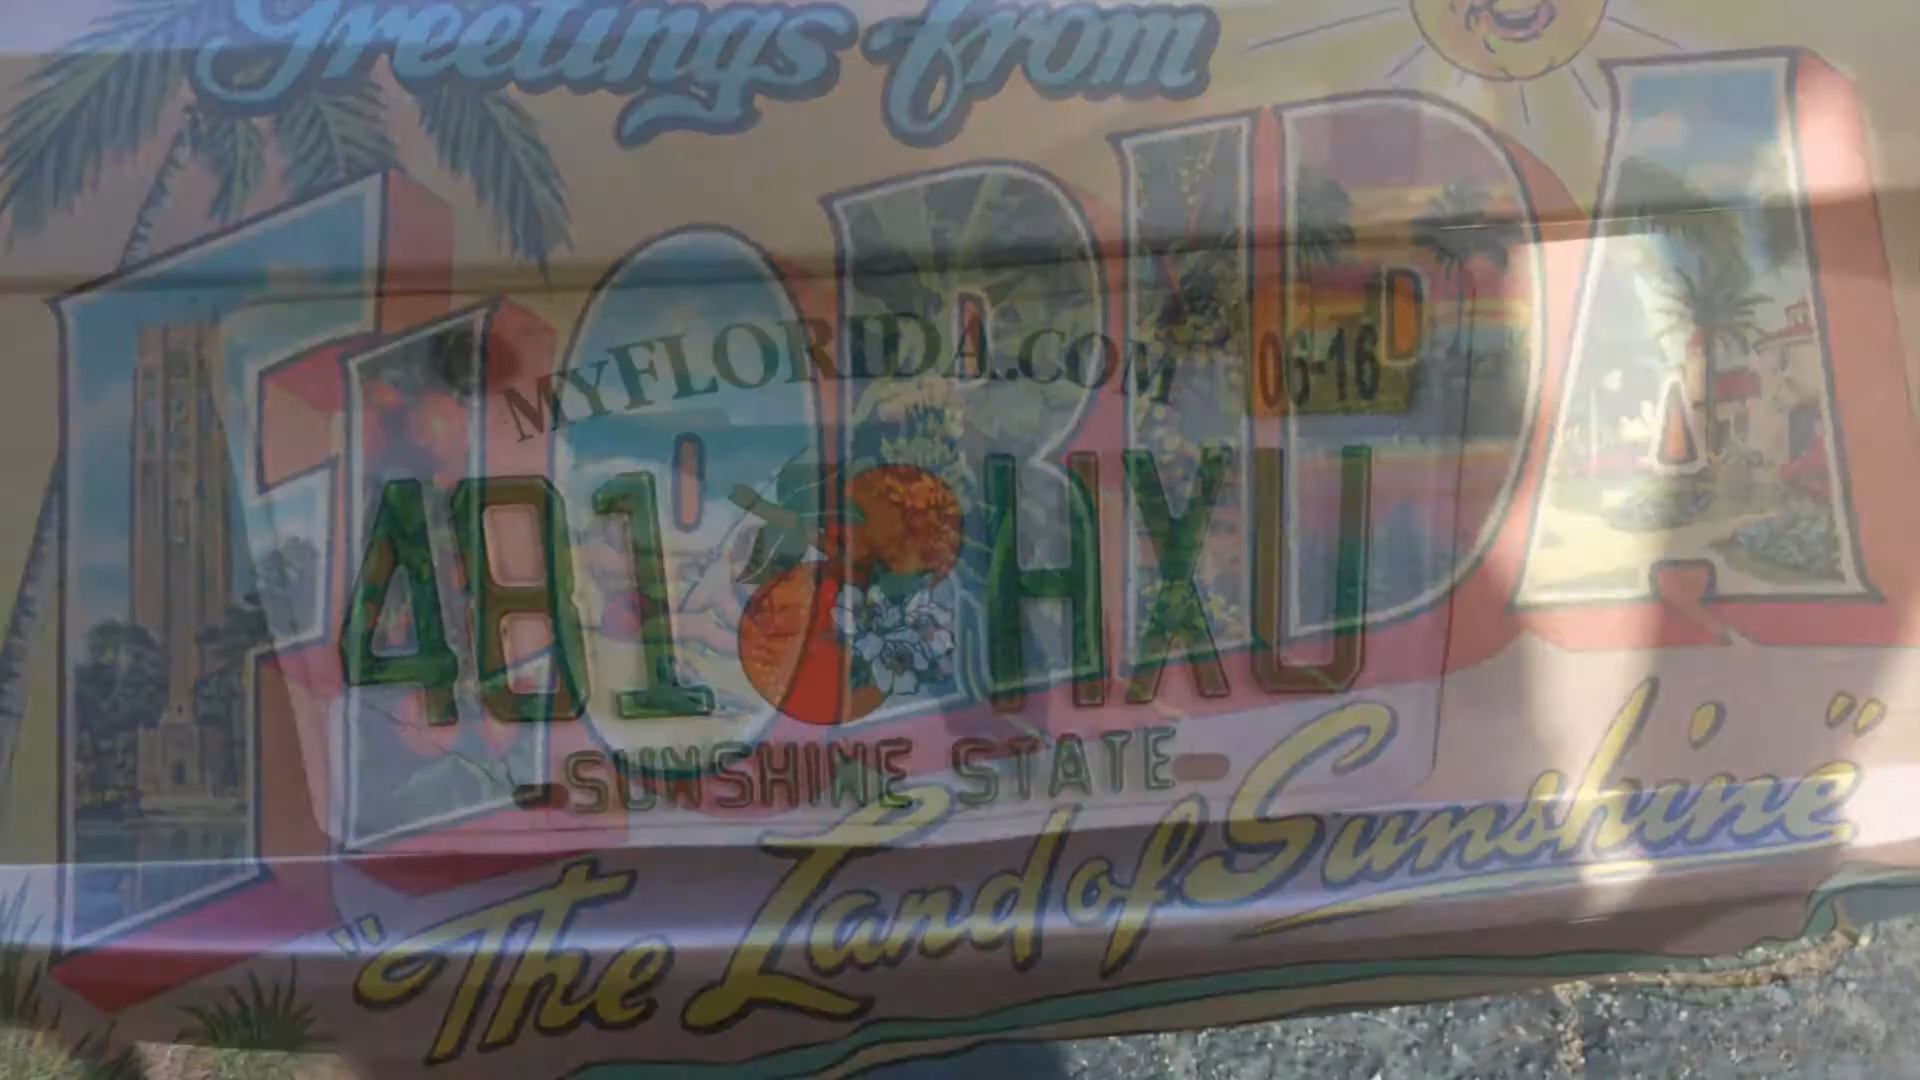 Greetings from
FLORIDA
MYFLORIDA.COM
06-16
481 HXU
SUNSHINE STATE
"The Land of Sunshine"